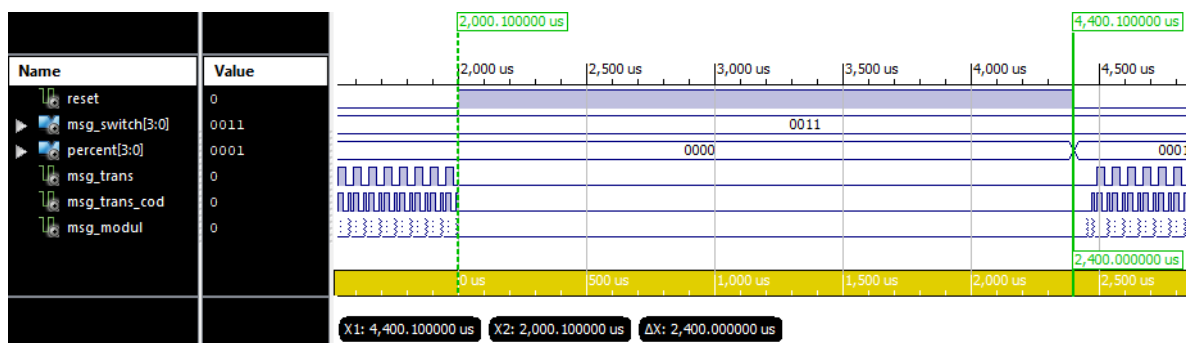 2,000.100000 us 4,400.100000 us
Name Value 2,000 us 2,500 us 3,000 us 3,500 us 4,000 us 4,500 us
reset 0
msg_switch[3:0] 0011 0011
percent[3:0] 0001 0000 0001
msg_trans 0
msg_trans_cod 0
msg_modul 0
2,400.000000 us
0 us 500 us 1,000 us 1,500 us 2,000 us 2,500 us
X1: 4,400.100000 us X2: 2,000.100000 us ΔX: 2,400.000000 us